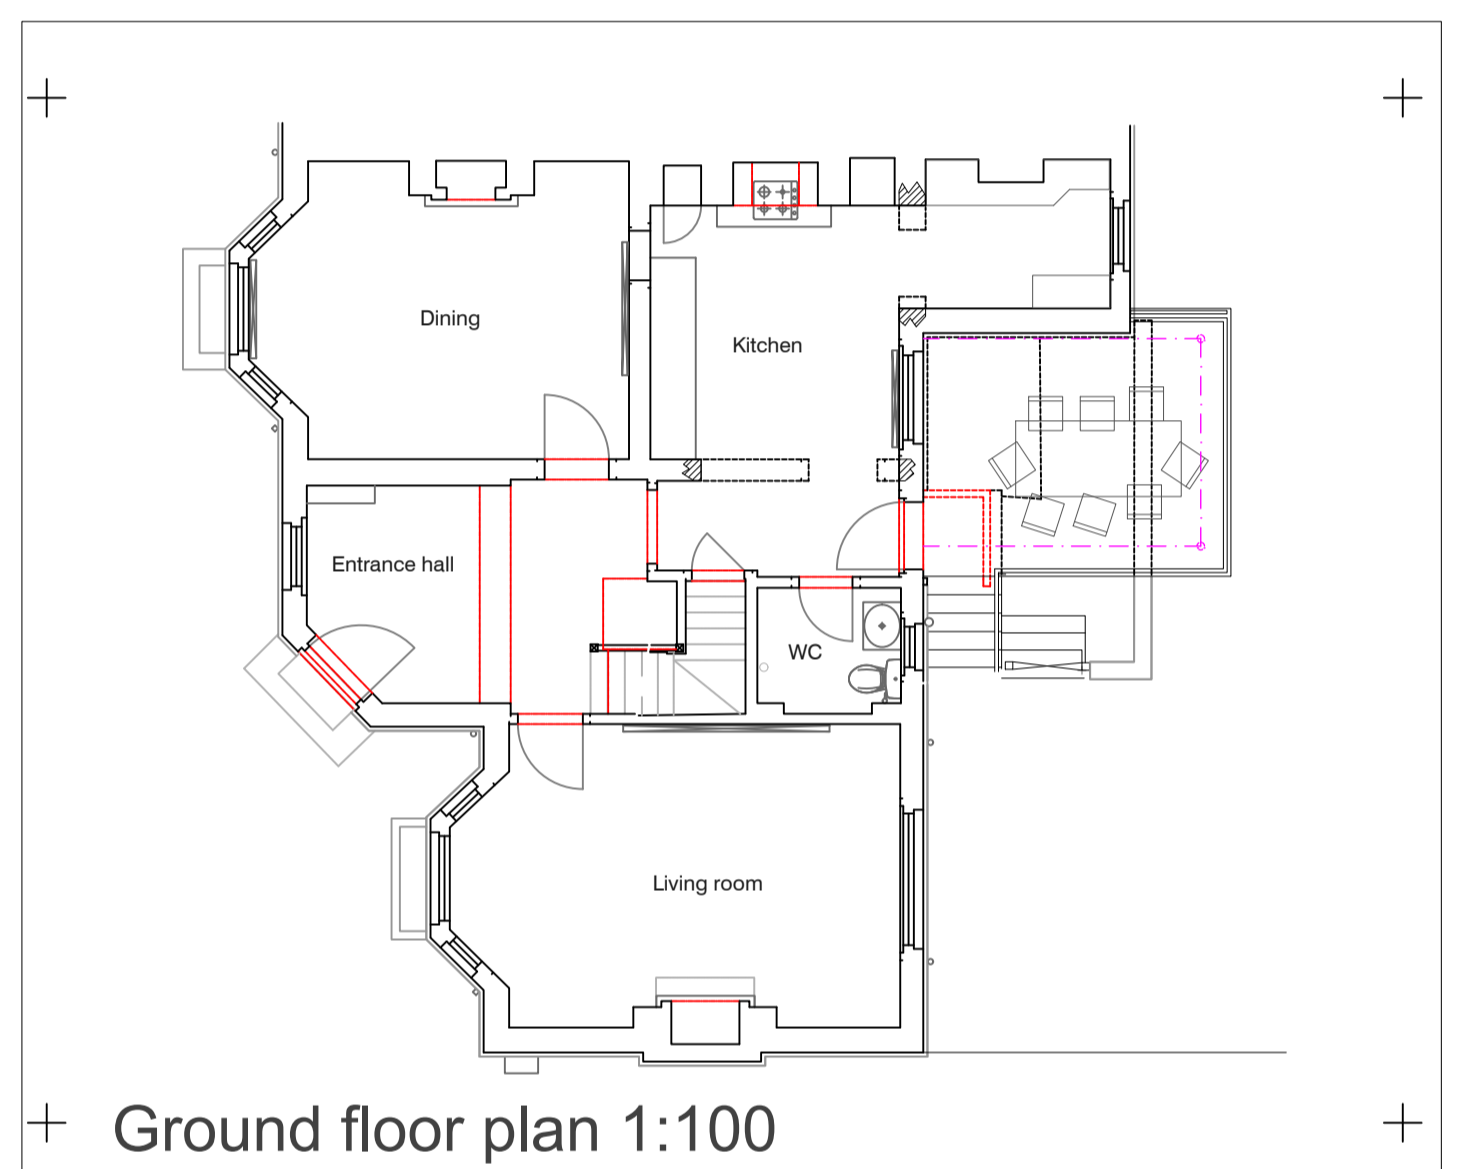 Dining
Kitchen
Entrance hall
WC
Living room
Ground floor plan 1:100